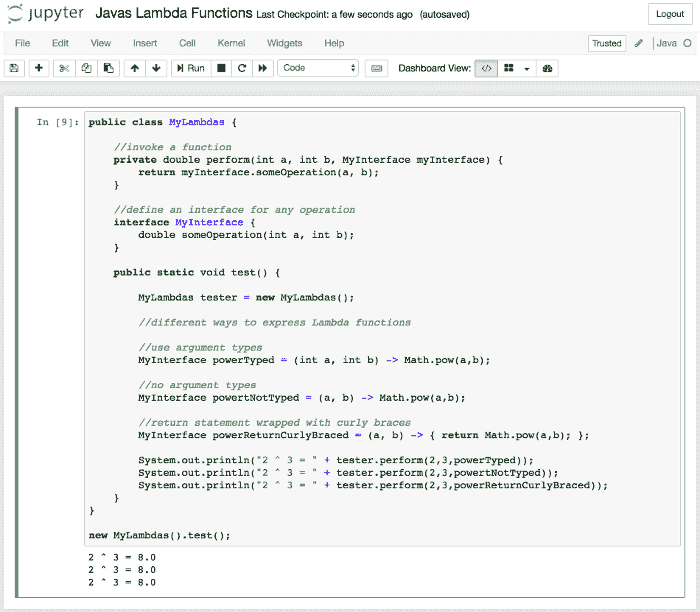 jupyter Javas Lambda Functions Last Checkpoint: a few seconds ago (autosaved) Logout
File Edit View Insert Cell Kernel Widgets Help Trusted Java
Run Code Dashboard View: </>
In [9]: public class MyLambdas {
//invoke a function
private double perform(int a, int b, MyInterface myInterface) {
return myInterface.someOperation(a, b);
}
//define an interface for any operation
interface MyInterface {
double someOperation(int a, int b);
}
public static void test() {
MyLambdas tester = new MyLambdas();
//different ways to express Lambda functions
//use argument types
MyInterface powerTyped = (int a, int b) -> Math.pow(a,b);
//no argument types
MyInterface powertNotTyped = (a, b) -> Math.pow(a,b);
//return statement wrapped with curly braces
MyInterface powerReturnCurlyBraced = (a, b) -> { return Math.pow(a,b); };
System.out.println("2 ^ 3 = " + tester.perform(2,3,powerTyped));
System.out.println("2 ^ 3 = " + tester.perform(2,3,powertNotTyped));
System.out.println("2 ^ 3 = " + tester.perform(2,3,powerReturnCurlyBraced));
}
}
new MyLambdas().test();
2 ^ 3 = 8.0
2 ^ 3 = 8.0
2 ^ 3 = 8.0